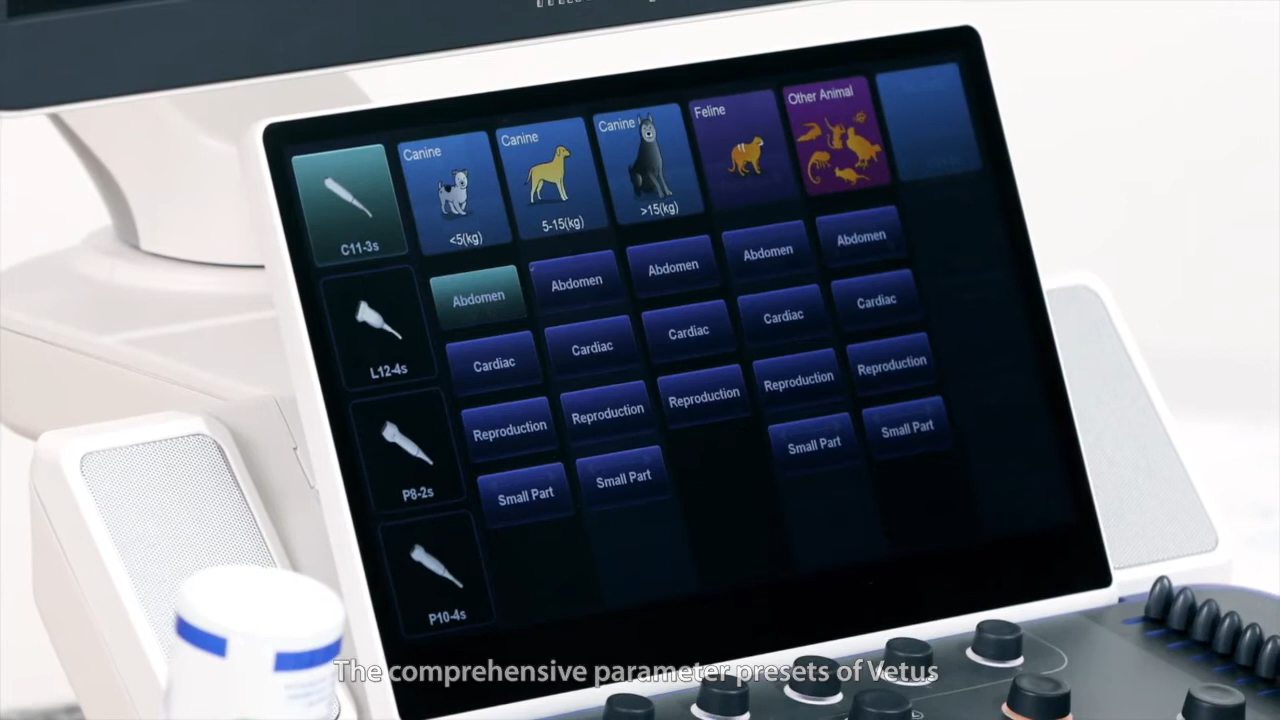 Canine
Canine
Canine
Feline
Other Animal
C11-3s
<5(kg)
5-15(kg)
>15(kg)
Abdomen
Abdomen
Abdomen
Abdomen
Abdomen
L12-4s
Cardiac
Cardiac
Cardiac
Cardiac
Cardiac
P8-2s
Reproduction
Reproduction
Reproduction
Reproduction
Reproduction
Small Part
Small Part
Small Part
Small Part
P10-4s
The comprehensive parameter presets of Vetus